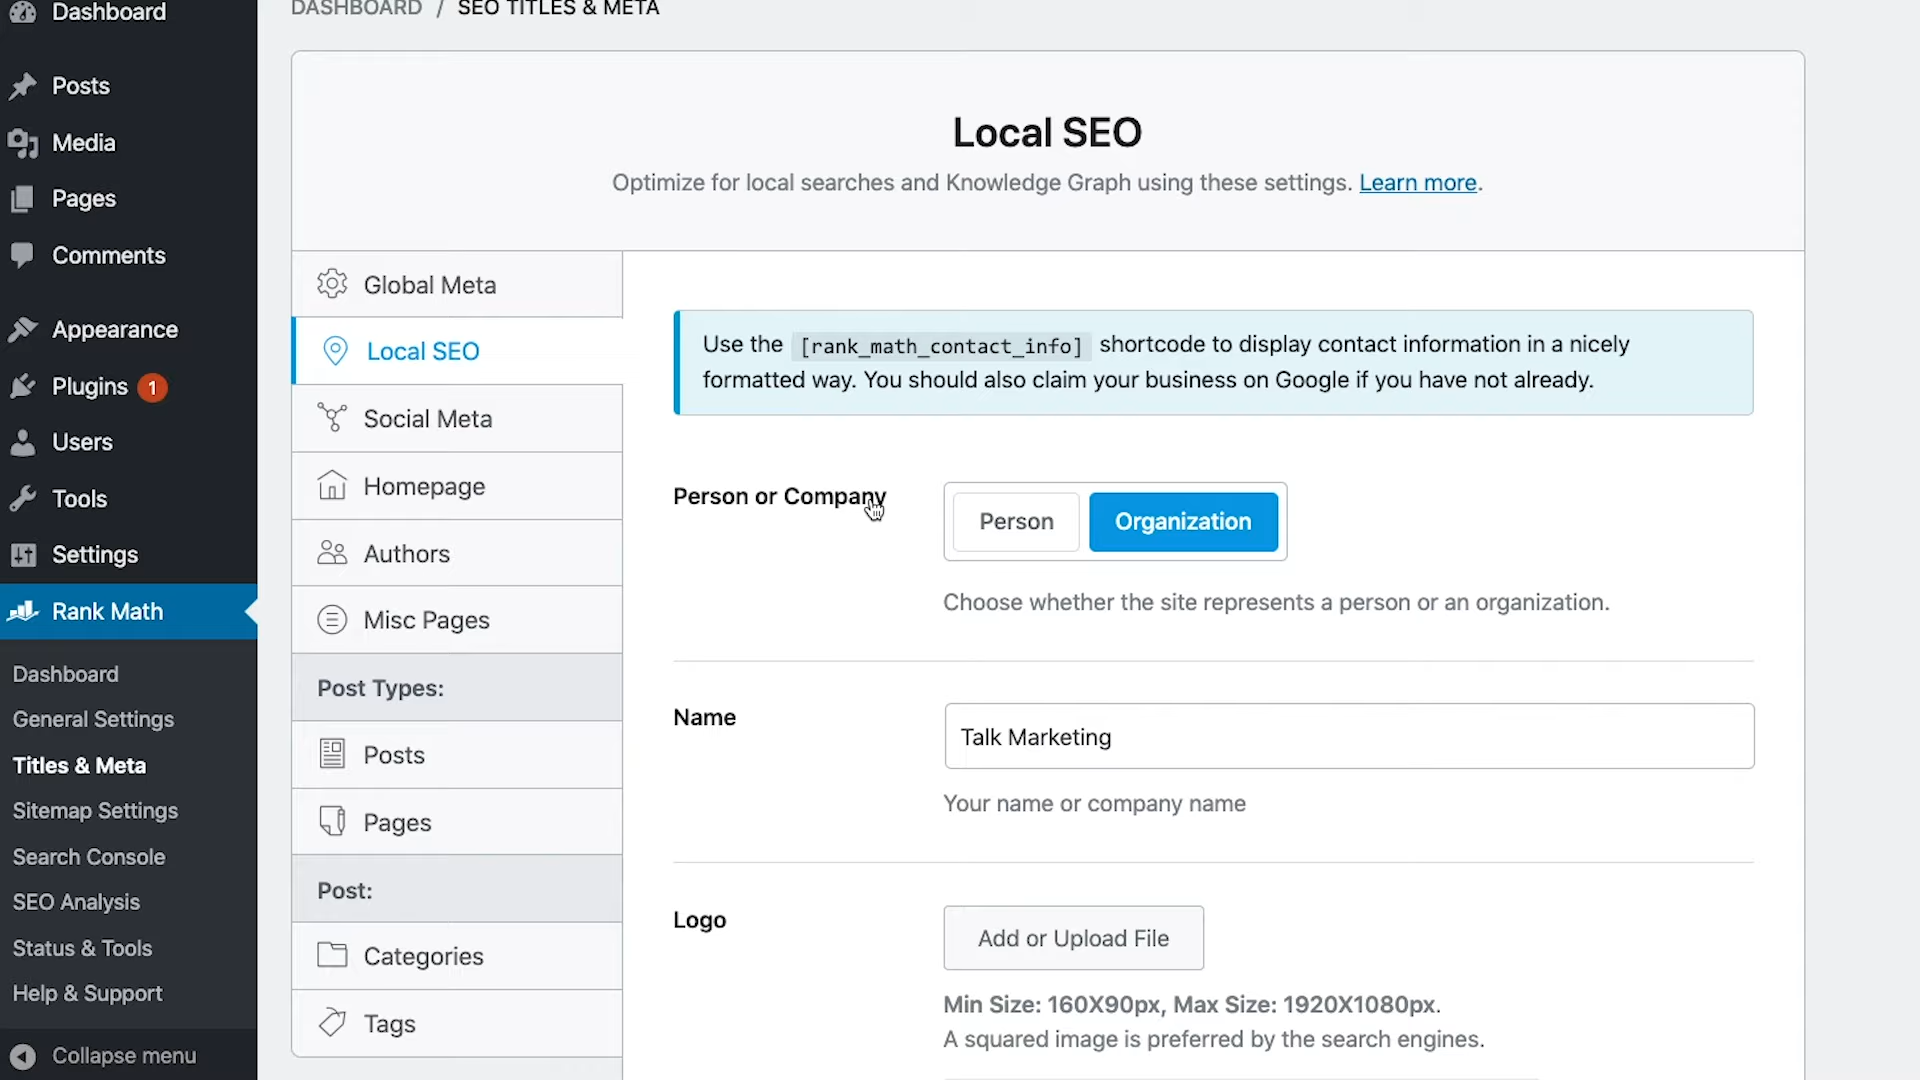 Dashboard
Posts
Media
Pages
Comments
Appearance
Plugins 1
Users
Tools
Settings
Rank Math
Dashboard
General Settings
Titles & Meta
Sitemap Settings
Search Console
SEO Analysis
Status & Tools
Help & Support
Collapse menu
DASHBOARD / SEO TITLES & META
Local SEO
Optimize for local searches and Knowledge Graph using these settings. Learn more.
Global Meta
Local SEO
Social Meta
Homepage
Authors
Misc Pages
Post Types:
Posts
Pages
Post:
Categories
Tags
Use the [rank_math_contact_info] shortcode to display contact information in a nicely
formatted way. You should also claim your business on Google if you have not already.
Person or Company
Person Organization
Choose whether the site represents a person or an organization.
Name
Talk Marketing
Your name or company name
Logo
Add or Upload File
Min Size: 160X90px, Max Size: 1920X1080px.
A squared image is preferred by the search engines.